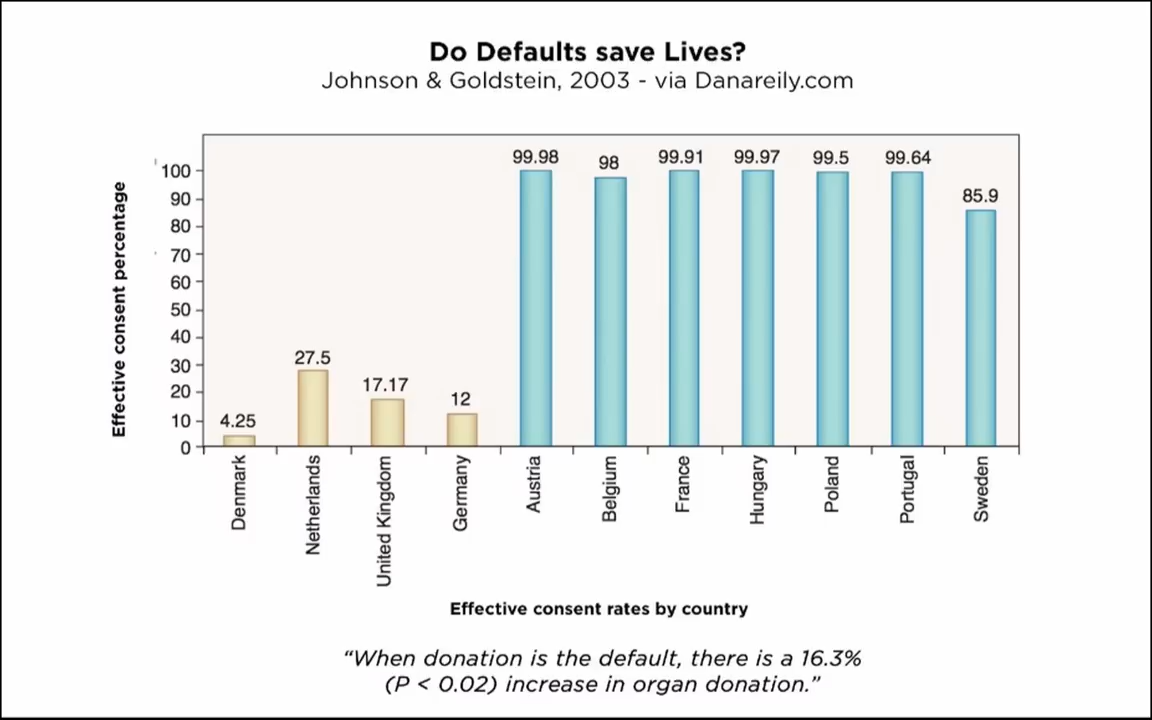 Do Defaults save Lives?
Johnson & Goldstein, 2003 - via Danareily.com
Effective consent percentage
100
90
80
70
60
50
40
30
20
10
0
4.25
27.5
17.17
12
99.98
98
99.91
99.97
99.5
99.64
85.9
Denmark
Netherlands
United Kingdom
Germany
Austria
Belgium
France
Hungary
Poland
Portugal
Sweden
Effective consent rates by country
“When donation is the default, there is a 16.3%
(P < 0.02) increase in organ donation.”